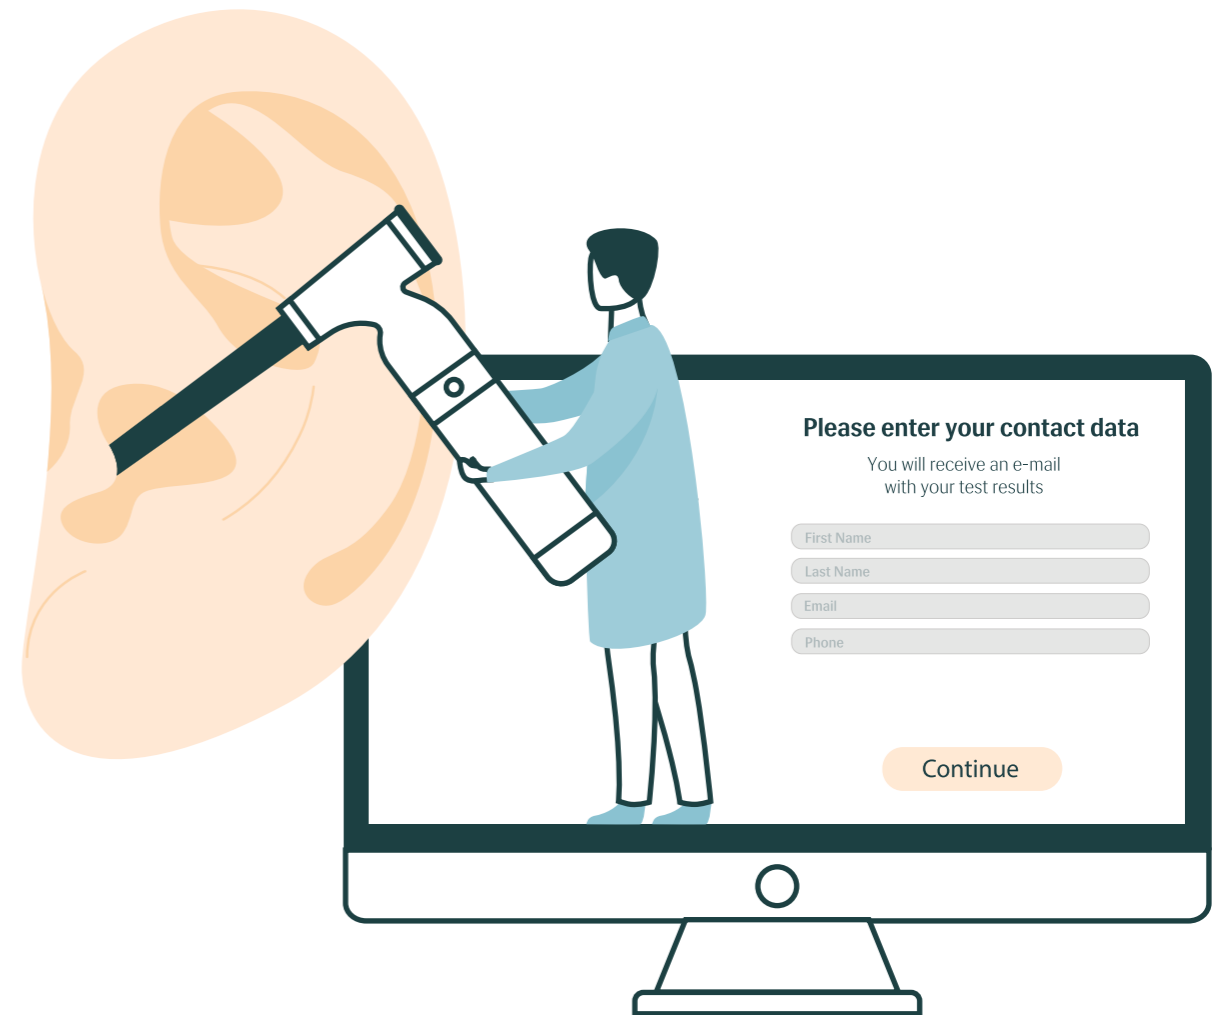 Please enter your contact data
You will receive an e-mail
with your test results
First Name
Last Name
Email
Phone
Continue